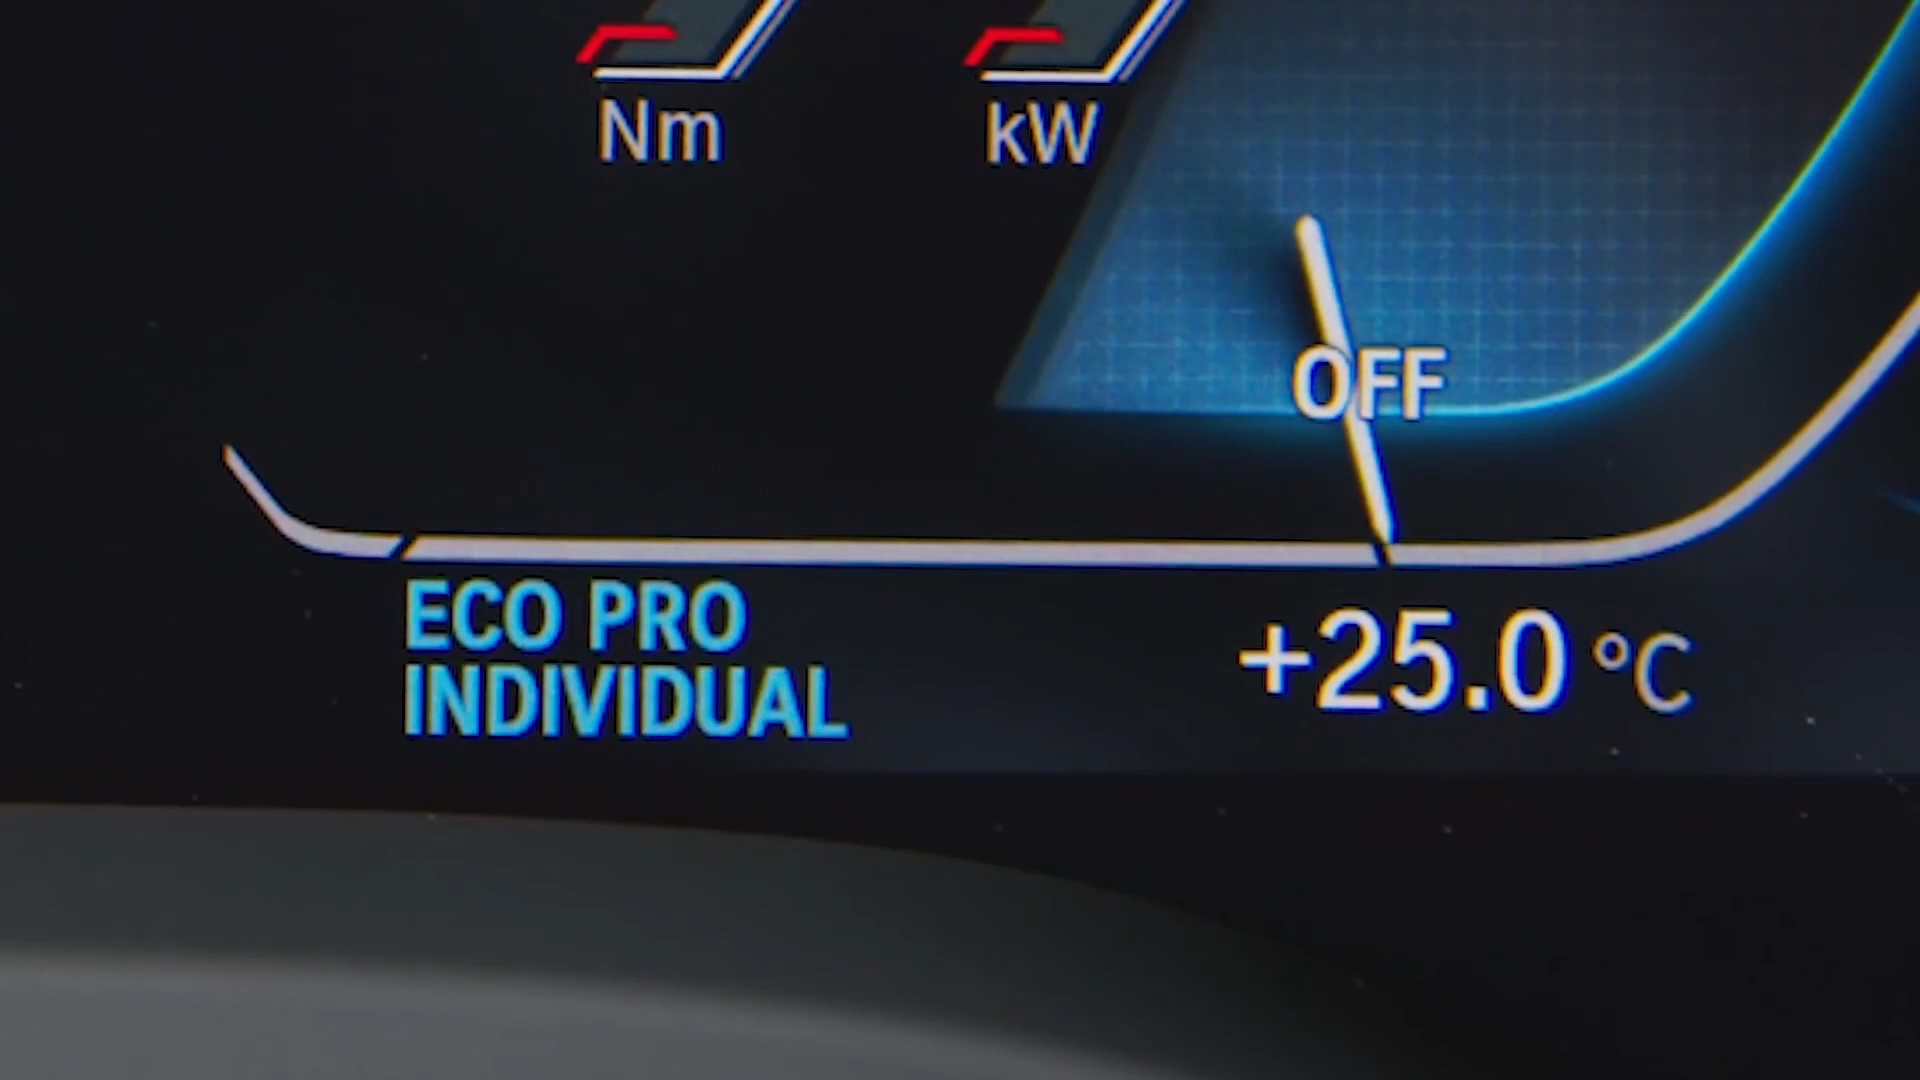 Nm kW
OFF
ECO PRO
INDIVIDUAL
+25.0 °C